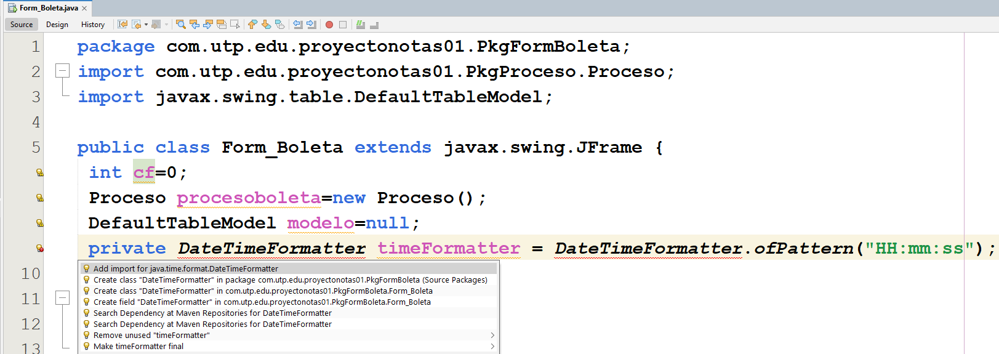 Form_Boleta.java ×
Source Design History
1 package com.utp.edu.proyectonotas01.PkgFormBoleta;
2 import com.utp.edu.proyectonotas01.PkgProceso.Proceso;
3 import javax.swing.table.DefaultTableModel;
4
5 public class Form_Boleta extends javax.swing.JFrame {
int cf=0;
Proceso procesoboleta=new Proceso();
DefaultTableModel modelo=null;
private DateTimeFormatter timeFormatter = DateTimeFormatter.ofPattern("HH:mm:ss");
Add import for java.time.format.DateTimeFormatter
10
Create class "DateTimeFormatter" in package com.utp.edu.proyectonotas01.PkgFormBoleta (Source Packages)
Create class "DateTimeFormatter" in com.utp.edu.proyectonotas01.PkgFormBoleta.Form_Boleta
11
Create field "DateTimeFormatter" in com.utp.edu.proyectonotas01.PkgFormBoleta.Form_Boleta
Search Dependency at Maven Repositories for DateTimeFormatter
12
Search Dependency at Maven Repositories for DateTimeFormatter
Remove unused "timeFormatter"
13
Make timeFormatter final